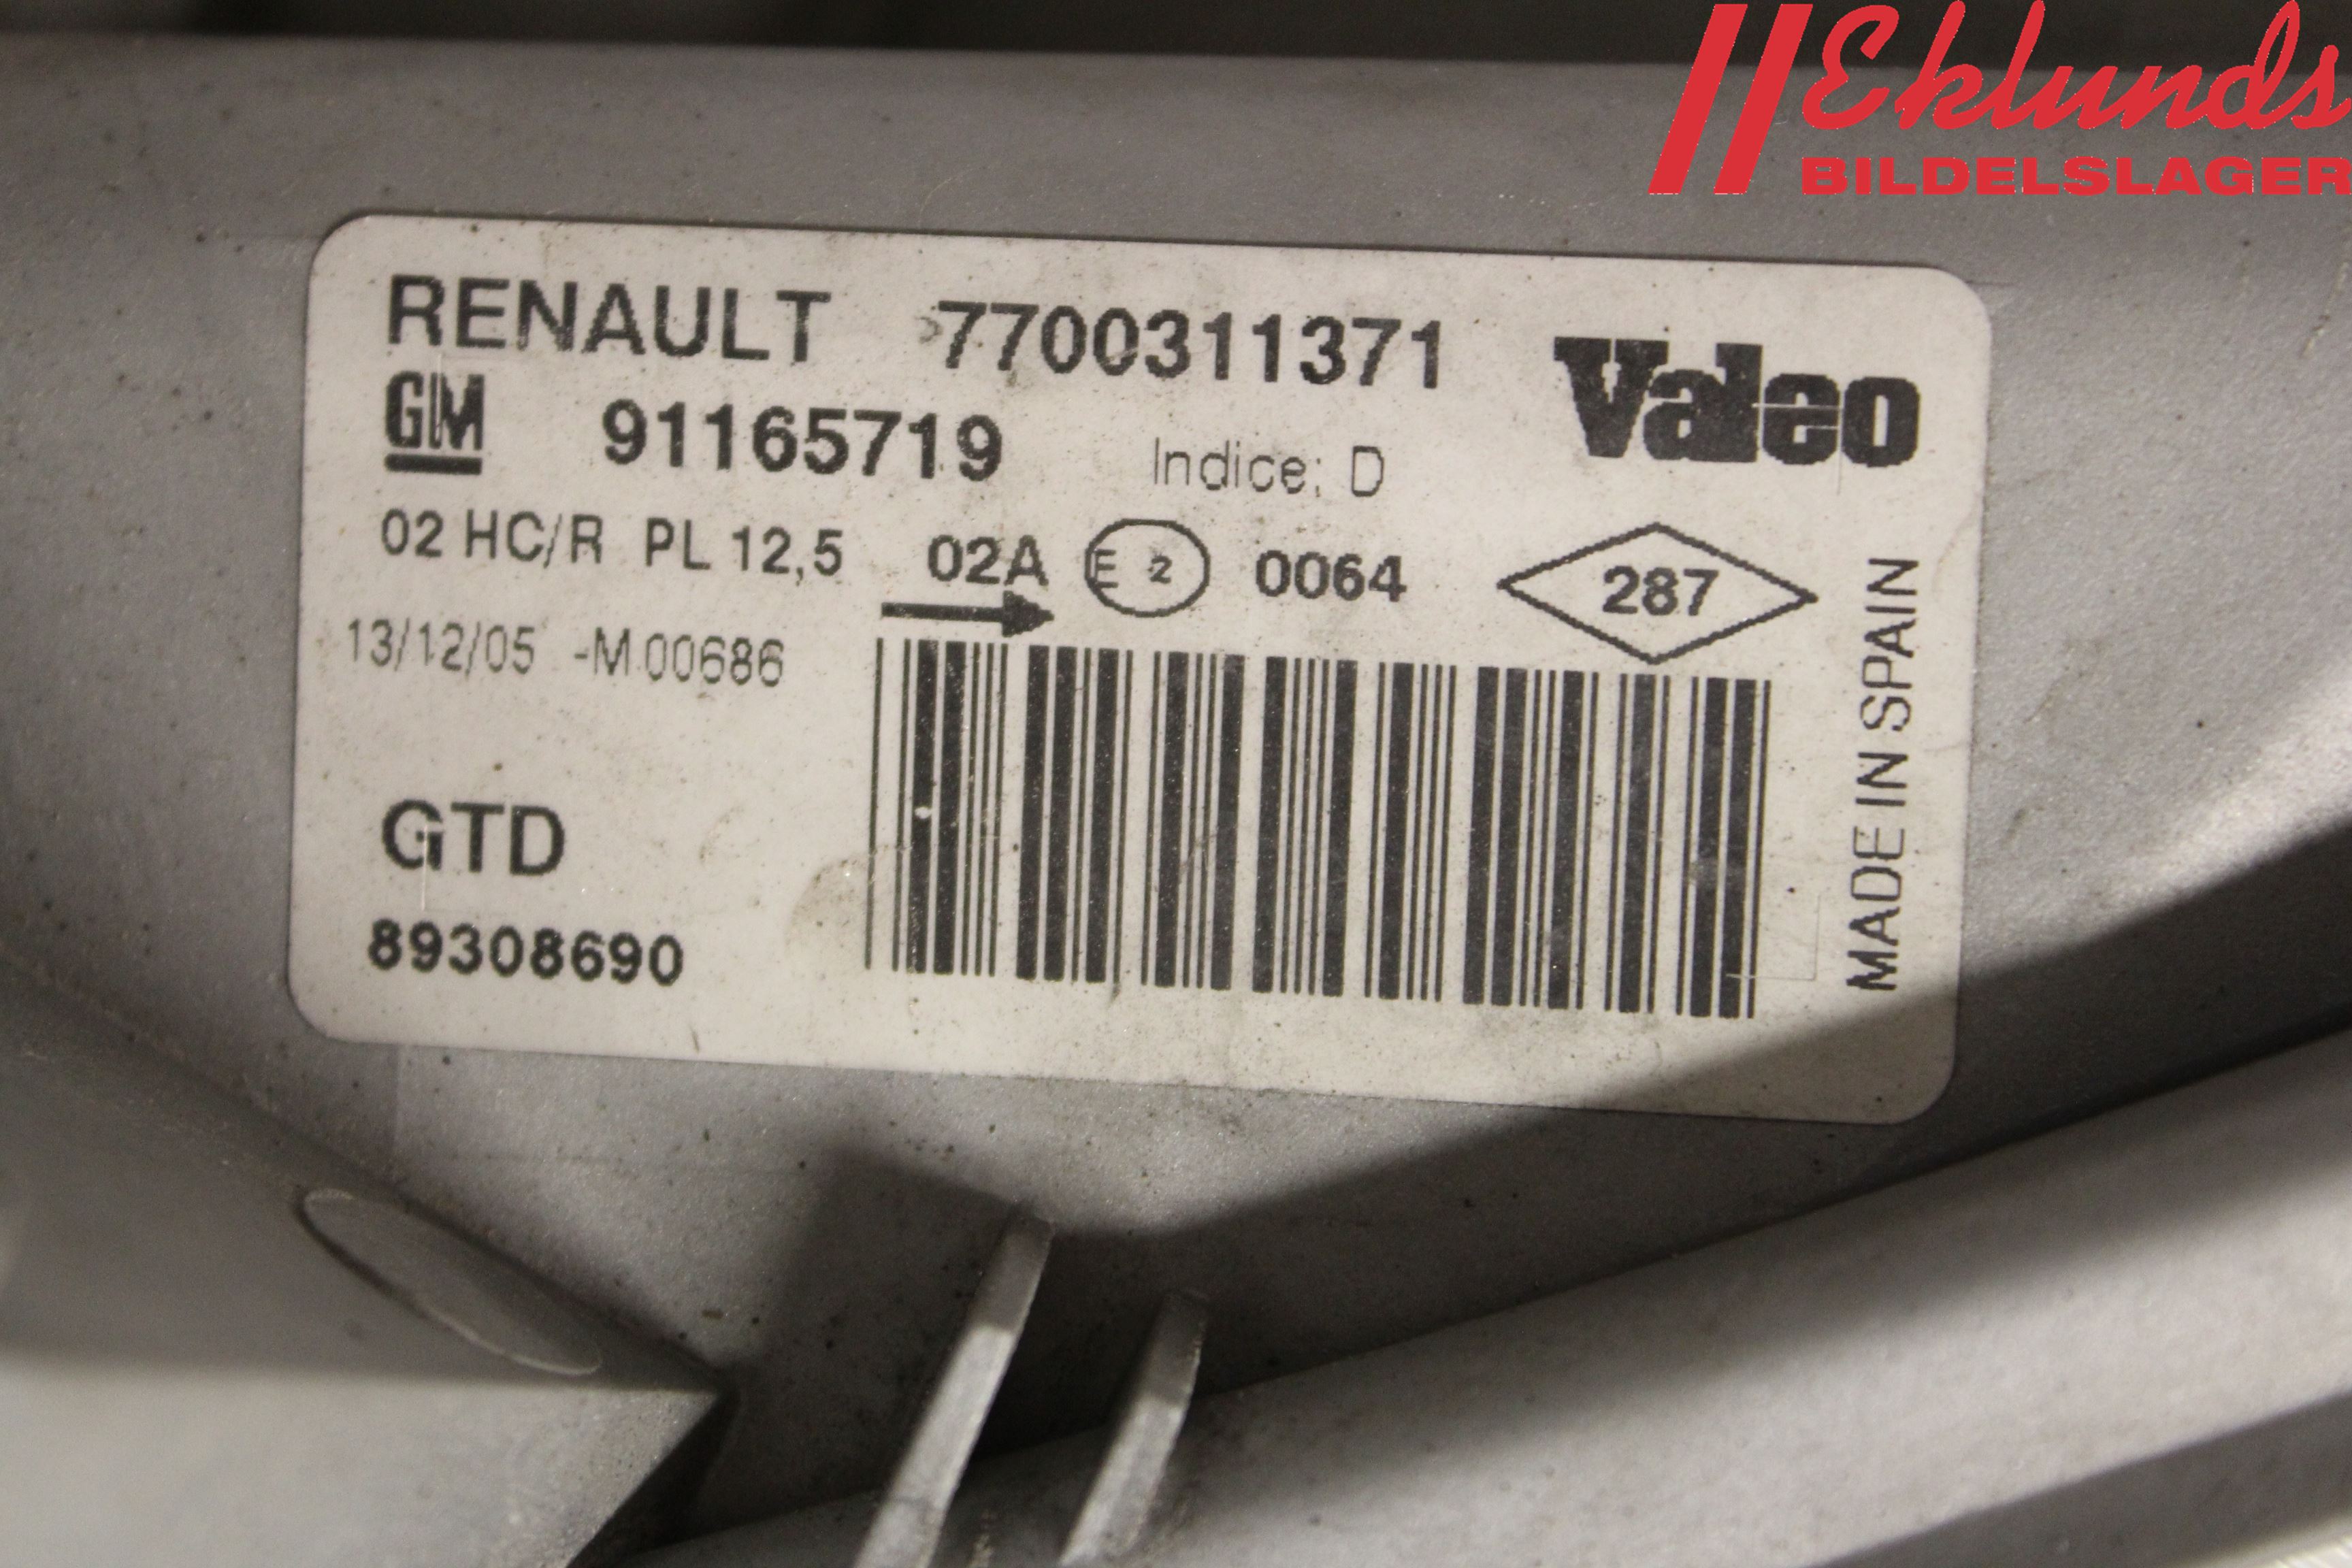 Eklunds
BILDELSLAGER
RENAULT 7700311371
Valeo
GM 91165719 Indice: D
02 HC/R PL 12,5 02A E 2 0064 287
13/12/05 -M 00686
GTD
89308690
MADE IN SPAIN